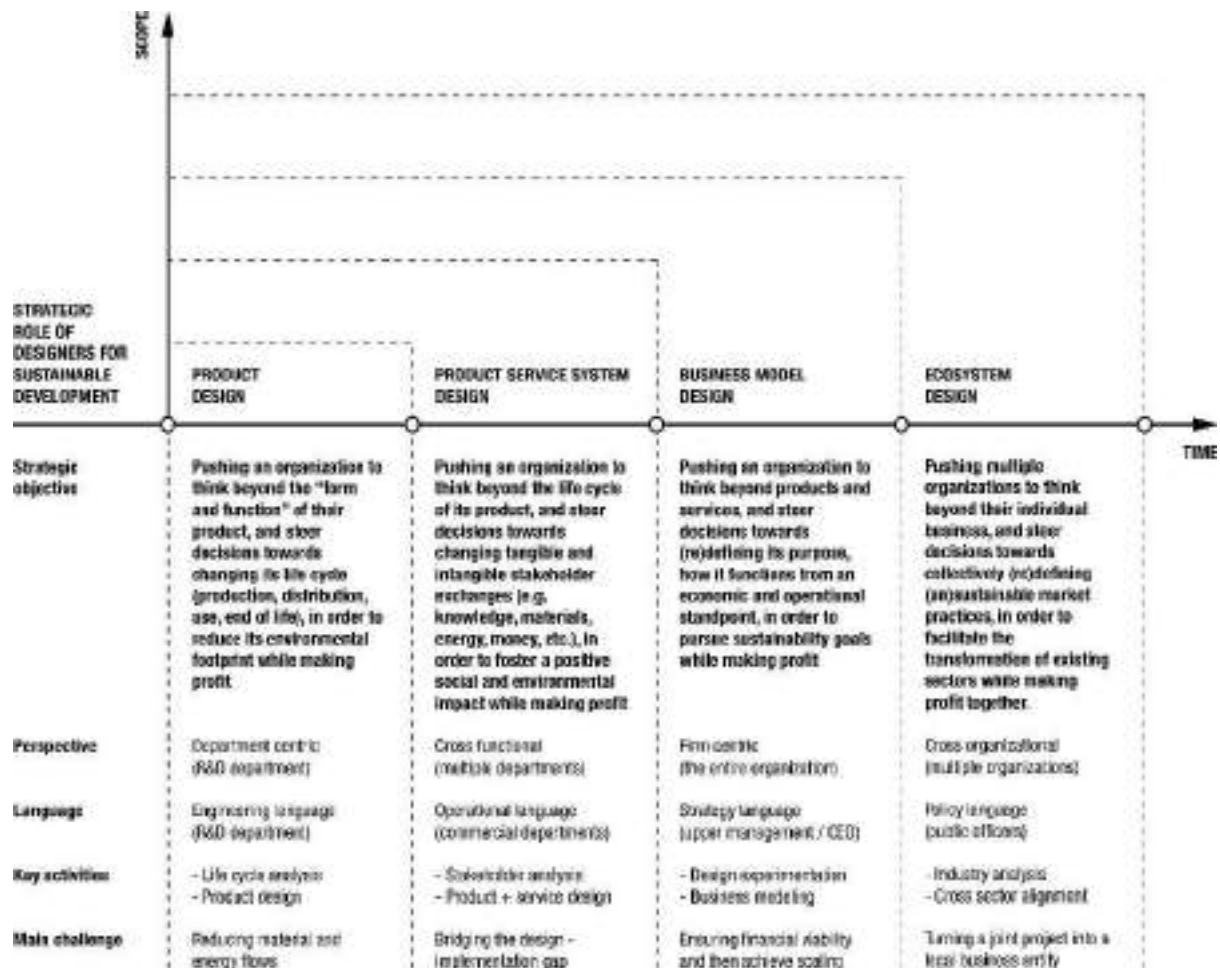 SCOPE
STRATEGIC
ROLE OF
DESIGNERS FOR
SUSTAINABLE
DEVELOPMENT
PRODUCT
DESIGN
PRODUCT SERVICE SYSTEM
DESIGN
BUSINESS MODEL
DESIGN
ECOSYSTEM
DESIGN
TIME
Strategic
objective
Pushing an organization to
think beyond the "form
and function" of their
product, and steer
decisions towards
changing its life cycle
(production, distribution,
use, end of life), in order to
reduce its environmental
footprint while making
profit
Pushing an organization to
think beyond the life cycle
of its product, and steer
decisions towards
changing tangible and
intangible stakeholder
exchanges (e.g.
knowledge, materials,
energy, money, etc.), in
order to foster a positive
social and environmental
impact while making profit
Pushing an organization to
think beyond products and
services, and steer
decisions towards
(re)defining its purpose,
how it functions from an
economic and operational
standpoint, in order to
pursue sustainability goals
while making profit
Pushing multiple
organizations to think
beyond their individual
business, and steer
decisions towards
collectively (re)defining
(un)sustainable market
practices, in order to
facilitate the
transformation of existing
sectors while making
profit together.
Perspective
Department centric
(R&D department)
Cross functional
(multiple departments)
Firm centric
(the entire organization)
Cross organizational
(multiple organizations)
Language
Engineering language
(R&D department)
Operational language
(commercial departments)
Strategy language
(upper management / CEO)
Policy language
(public officers)
Key activities
- Life cycle analysis
- Product design
- Stakeholder analysis
- Product + service design
- Design experimentation
- Business modeling
- Industry analysis
- Cross sector alignment
Main challenge
Reducing material and
energy flows
Bridging the design -
implementation gap
Ensuring financial viability
and then achieve scaling
Turning a joint project into a
local business entity